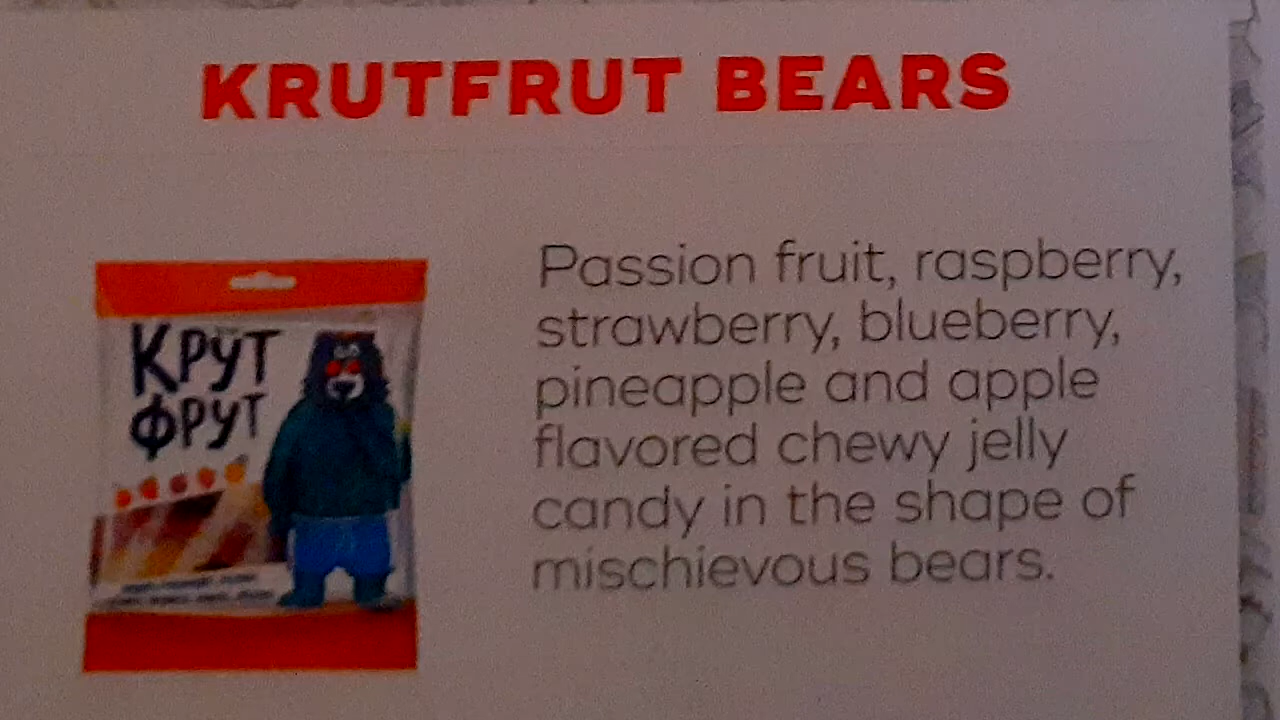 KRUTFRUT BEARS
Крут
Фрут
Passion fruit, raspberry,
strawberry, blueberry,
pineapple and apple
flavored chewy jelly
candy in the shape of
mischievous bears.